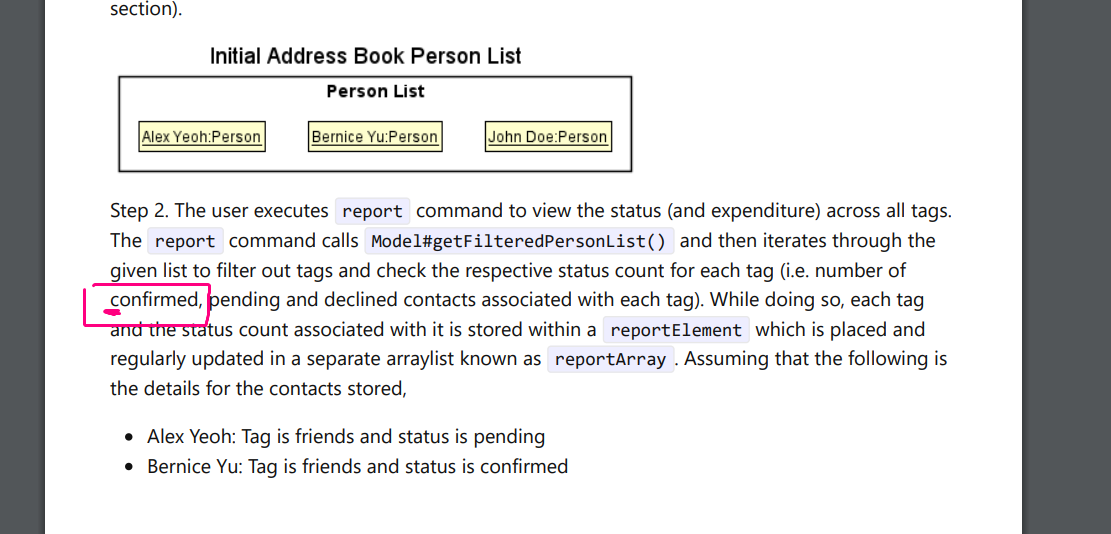 section).
Initial Address Book Person List
Person List
Alex Yeoh:Person Bernice Yu:Person John Doe:Person
Step 2. The user executes report command to view the status (and expenditure) across all tags.
The report command calls Model#getFilteredPersonList() and then iterates through the
given list to filter out tags and check the respective status count for each tag (i.e. number of
confirmed, pending and declined contacts associated with each tag). While doing so, each tag
and the status count associated with it is stored within a reportElement which is placed and
regularly updated in a separate arraylist known as reportArray. Assuming that the following is
the details for the contacts stored,
• Alex Yeoh: Tag is friends and status is pending
• Bernice Yu: Tag is friends and status is confirmed